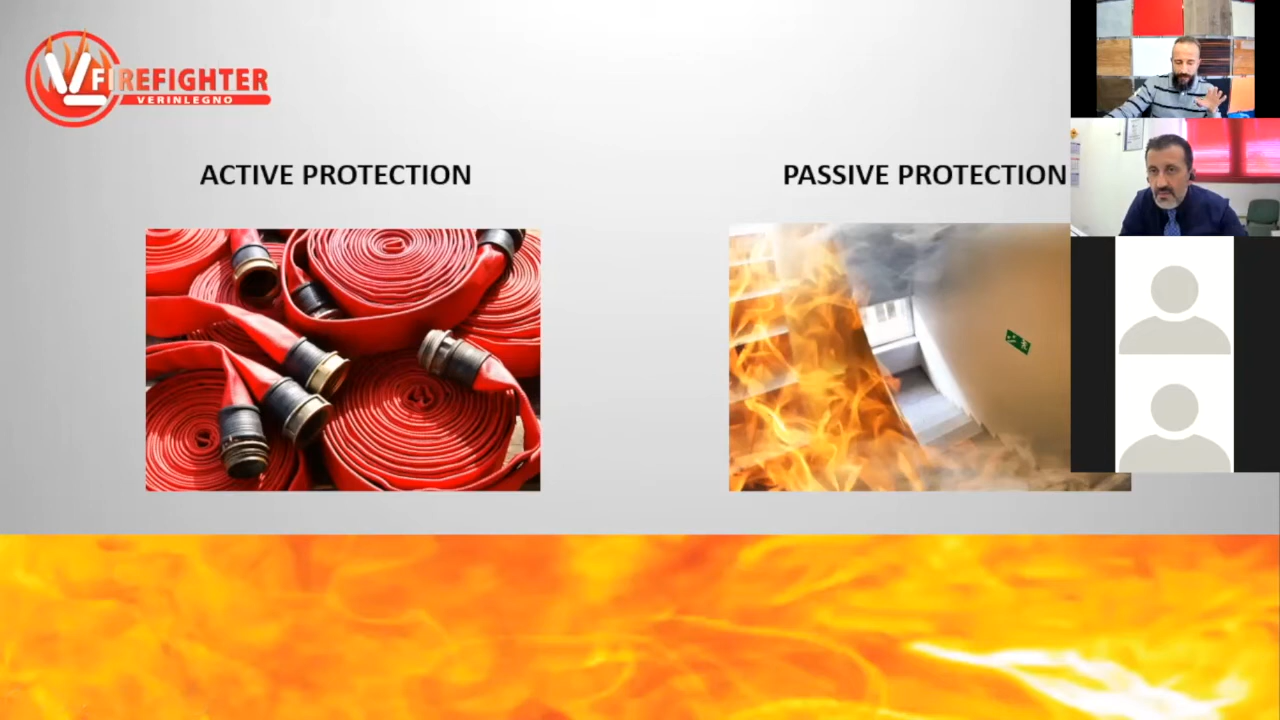 FIREFIGHTER
VERINLEGNO
ACTIVE PROTECTION
PASSIVE PROTECTION